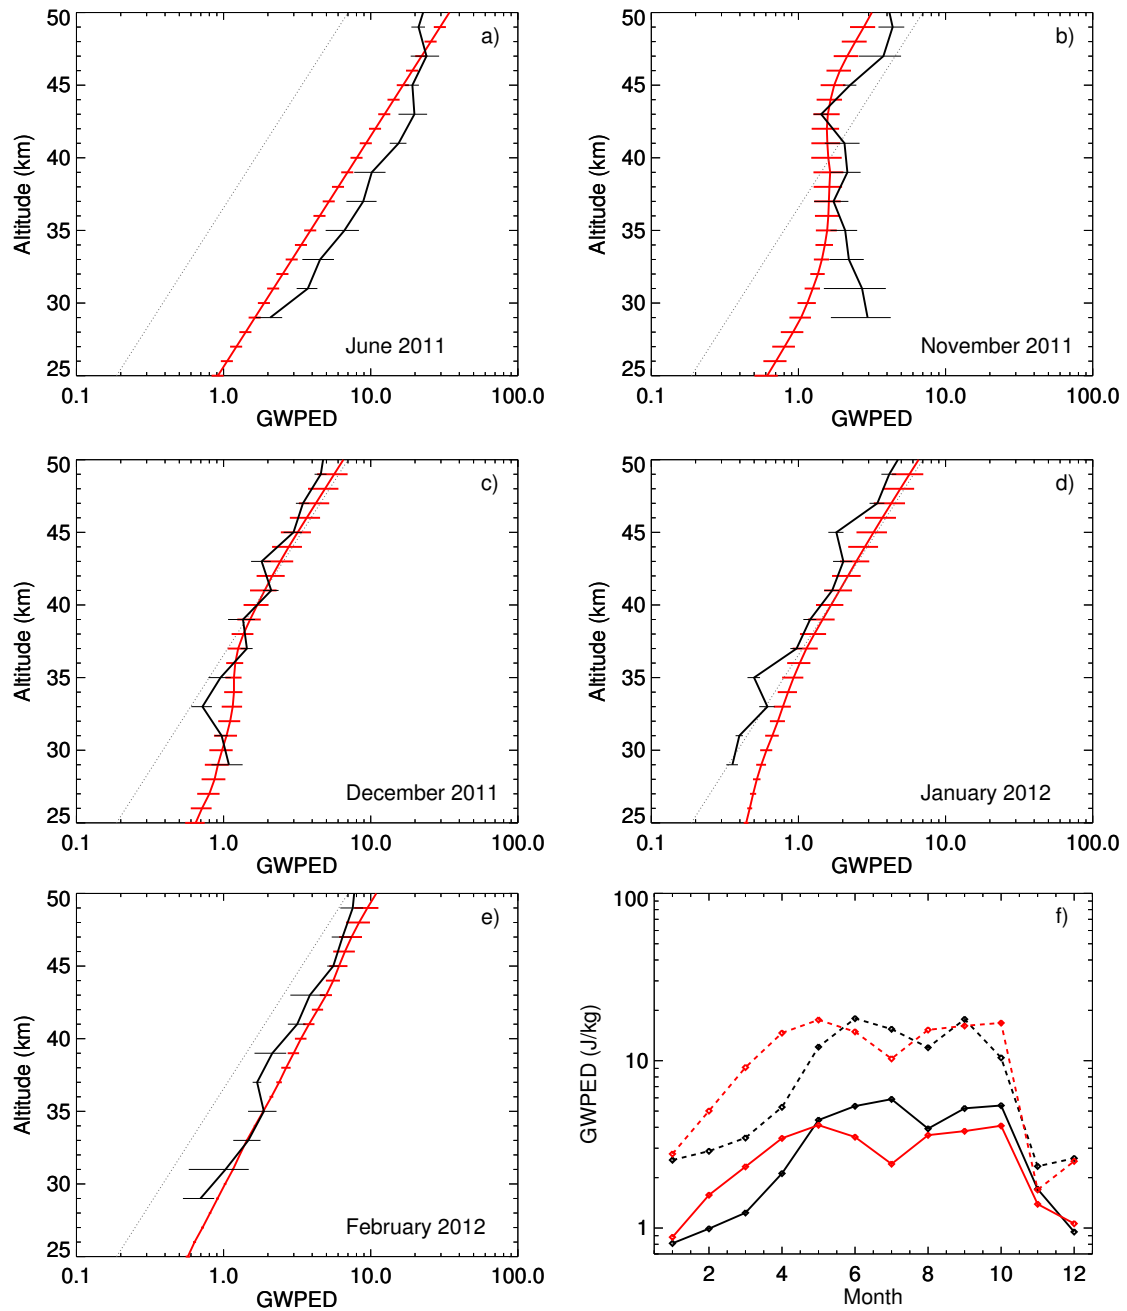 50
45
40
35
30
25
Altitude (km)
a)
June 2011
0.1
1.0
10.0
100.0
GWPED
50
45
40
35
30
25
Altitude (km)
b)
November 2011
0.1
1.0
10.0
100.0
GWPED
50
45
40
35
30
25
Altitude (km)
c)
December 2011
0.1
1.0
10.0
100.0
GWPED
50
45
40
35
30
25
Altitude (km)
d)
January 2012
0.1
1.0
10.0
100.0
GWPED
50
45
40
35
30
25
Altitude (km)
e)
February 2012
0.1
1.0
10.0
100.0
GWPED
100
10
1
GWPED (J/kg)
f)
2
4
6
8
10
12
Month